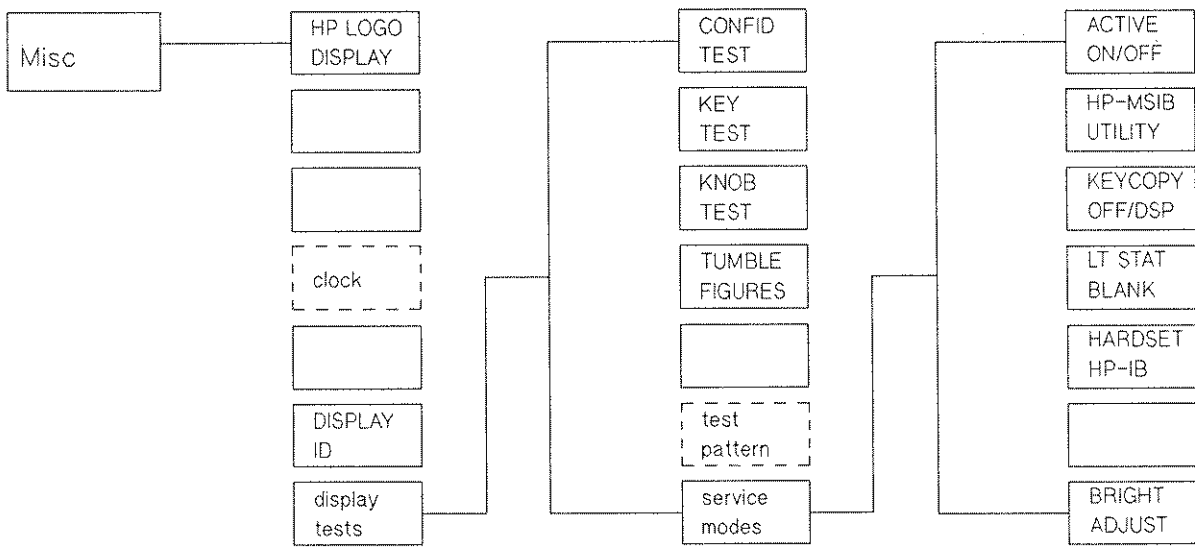 Misc
HP LOGO
DISPLAY
clock
DISPLAY
ID
display
tests
CONFID
TEST
KEY
TEST
KNOB
TEST
TUMBLE
FIGURES
test
pattern
service
modes
ACTIVE
ON/OFF
HP-MSIB
UTILITY
KEYCOPY
OFF/DSP
LT STAT
BLANK
HARDSET
HP-IB
BRIGHT
ADJUST